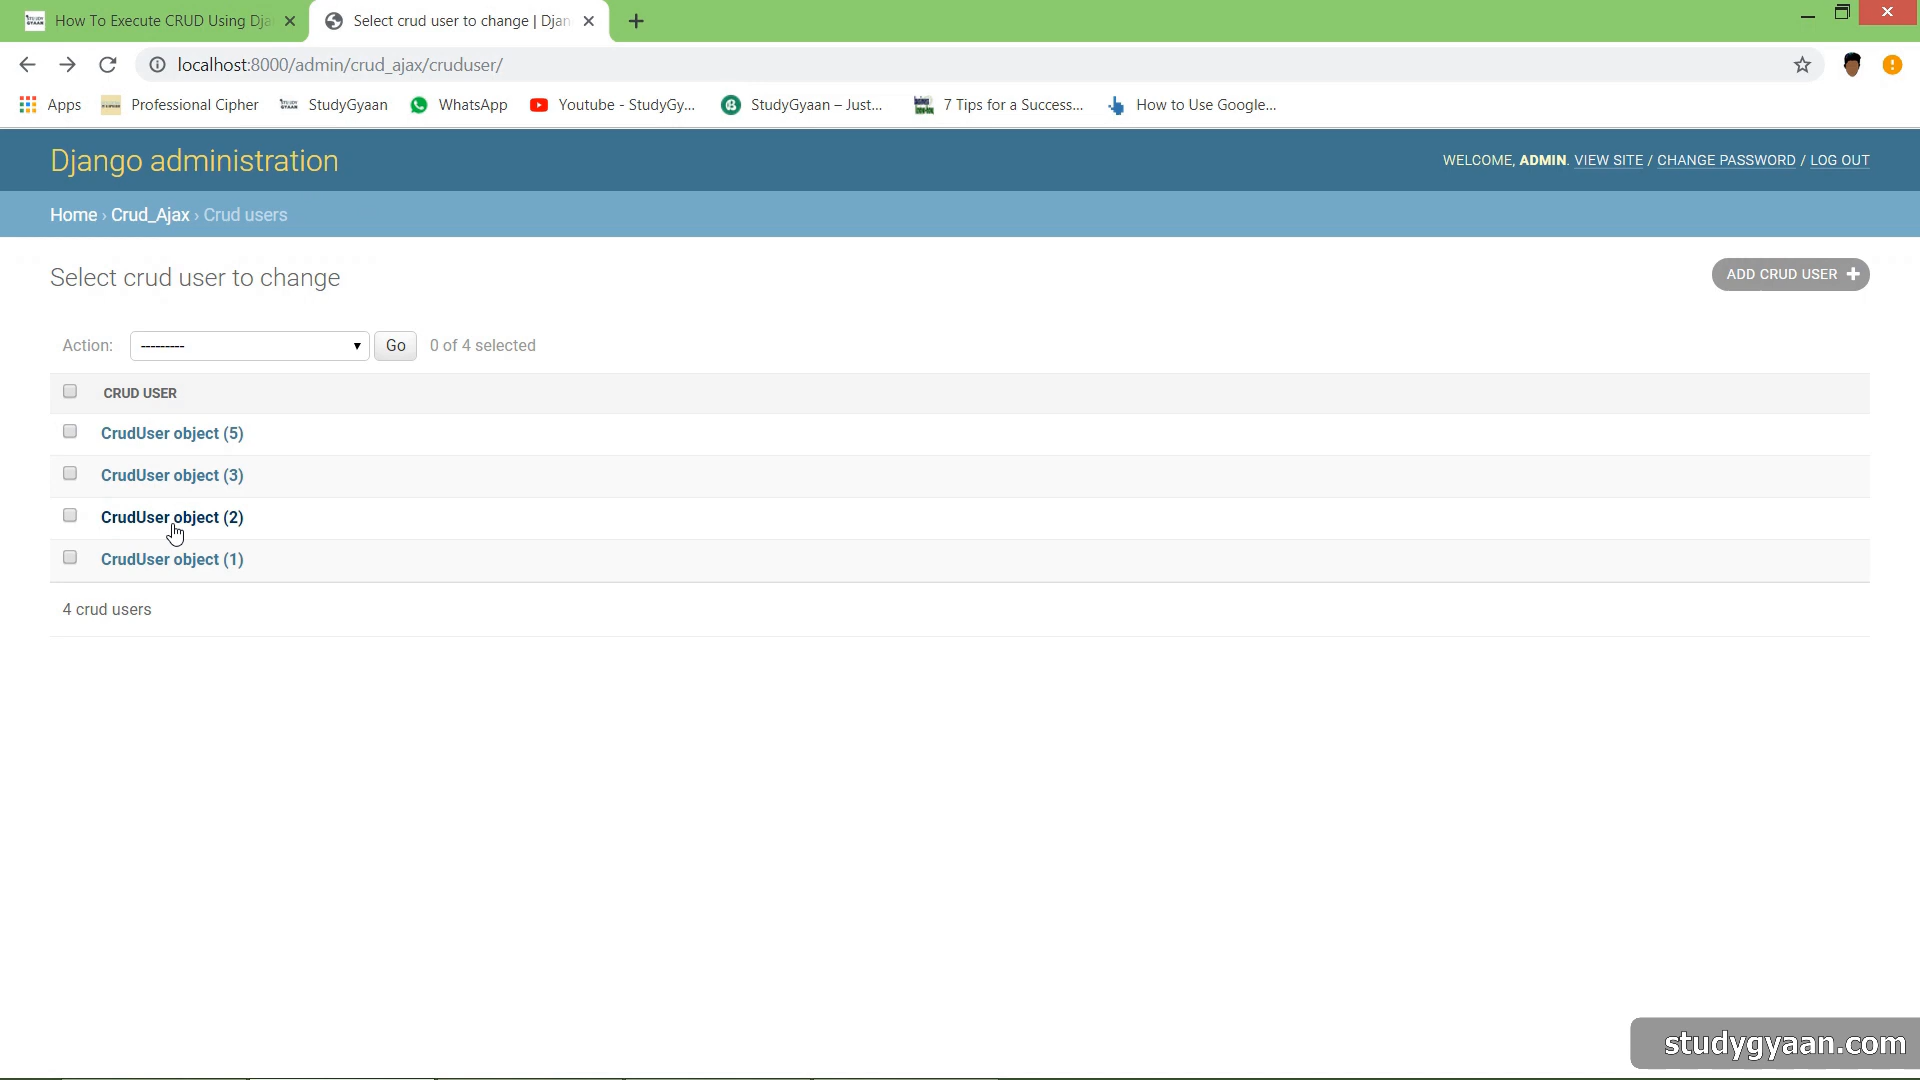 How To Execute CRUD Using Dja
Select crud user to change | Djan
localhost:8000/admin/crud_ajax/cruduser/
Apps
Professional Cipher
StudyGyaan
WhatsApp
Youtube - StudyGy...
StudyGyaan – Just...
7 Tips for a Success...
How to Use Google...
Django administration
WELCOME, ADMIN. VIEW SITE / CHANGE PASSWORD / LOG OUT
Home › Crud_Ajax › Crud users
Select crud user to change
ADD CRUD USER +
Action:
---------
Go
0 of 4 selected
CRUD USER
CrudUser object (5)
CrudUser object (3)
CrudUser object (2)
CrudUser object (1)
4 crud users
studygyaan.com